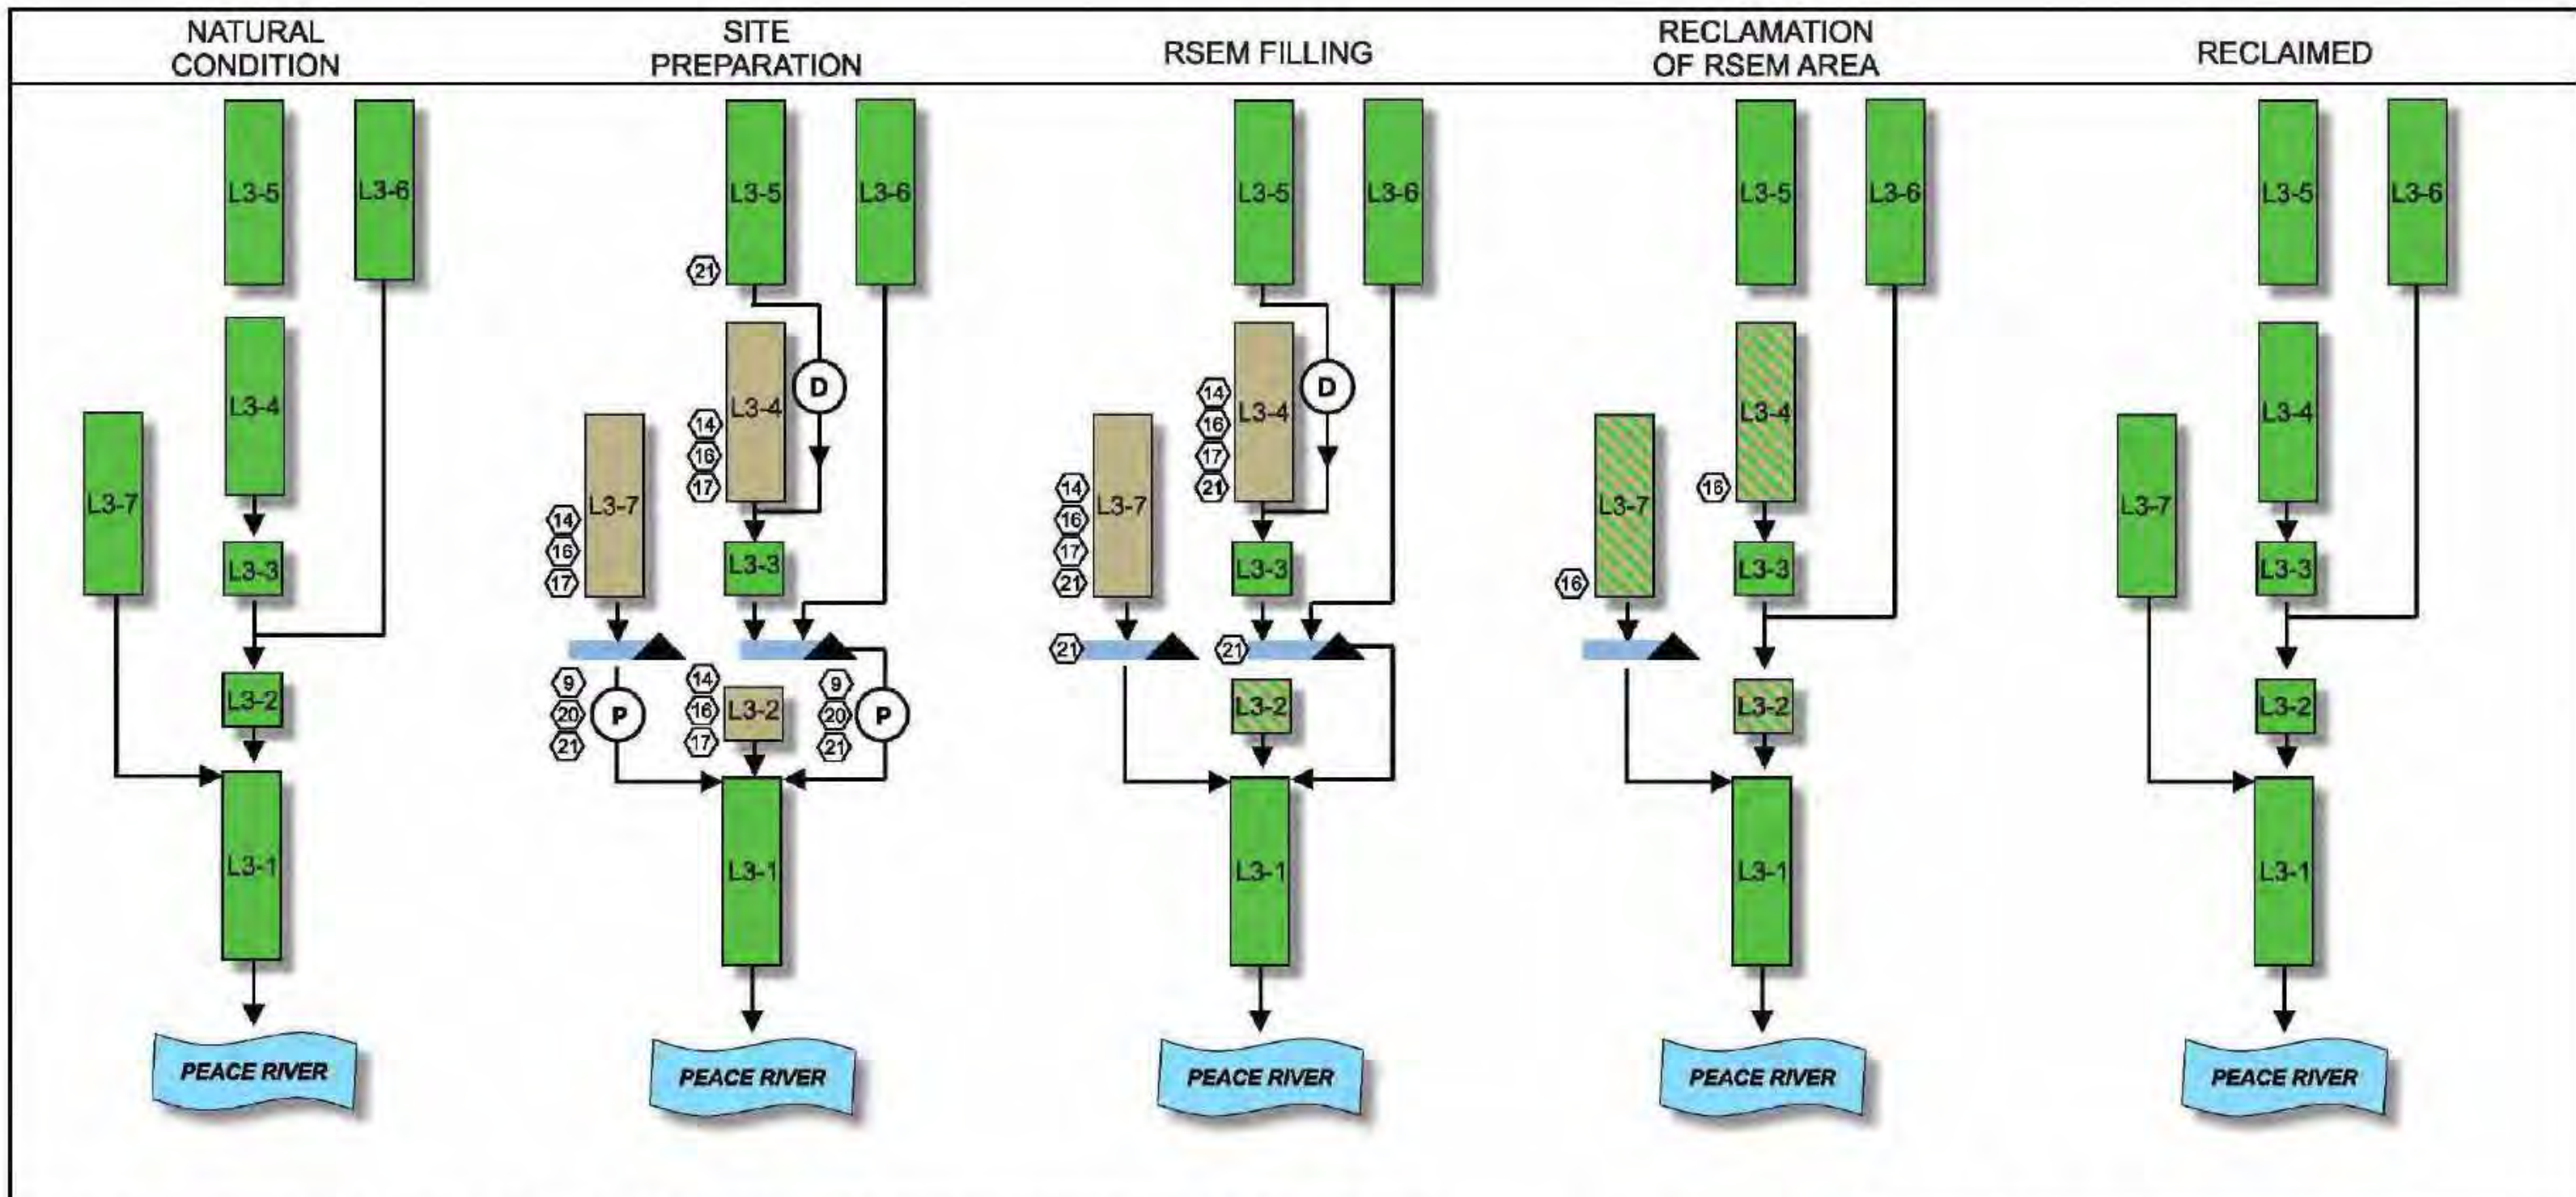 NATURAL
CONDITION
L3-5
L3-6
L3-4
L3-7
L3-3
L3-2
L3-1
PEACE RIVER
SITE
PREPARATION
L3-5
L3-6
21
D
L3-4
14
16
17
L3-7
14
16
17
L3-3
9
20
21
P
14
16
17
L3-2
9
20
21
P
L3-1
PEACE RIVER
RSEM FILLING
L3-5
L3-6
D
L3-4
14
16
17
21
L3-7
14
16
17
21
L3-3
21
21
L3-2
L3-1
PEACE RIVER
RECLAMATION
OF RSEM AREA
L3-5
L3-6
L3-4
16
L3-7
16
L3-3
L3-2
L3-1
PEACE RIVER
RECLAIMED
L3-5
L3-6
L3-4
L3-7
L3-3
L3-2
L3-1
PEACE RIVER